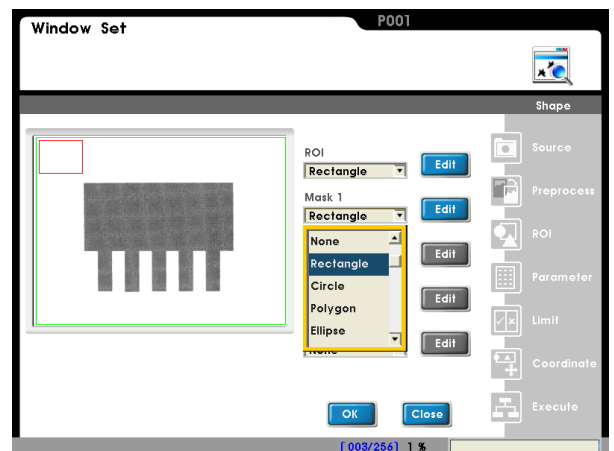 Window Set
P001
Shape
ROI
Rectangle
Edit
Mask 1
Rectangle
Edit
None
Rectangle
Circle
Polygon
Ellipse
Edit
Edit
Edit
OK
Close
Source
Preprocess
ROI
Parameter
Limit
Coordinate
Execute
[003/256] 1 %